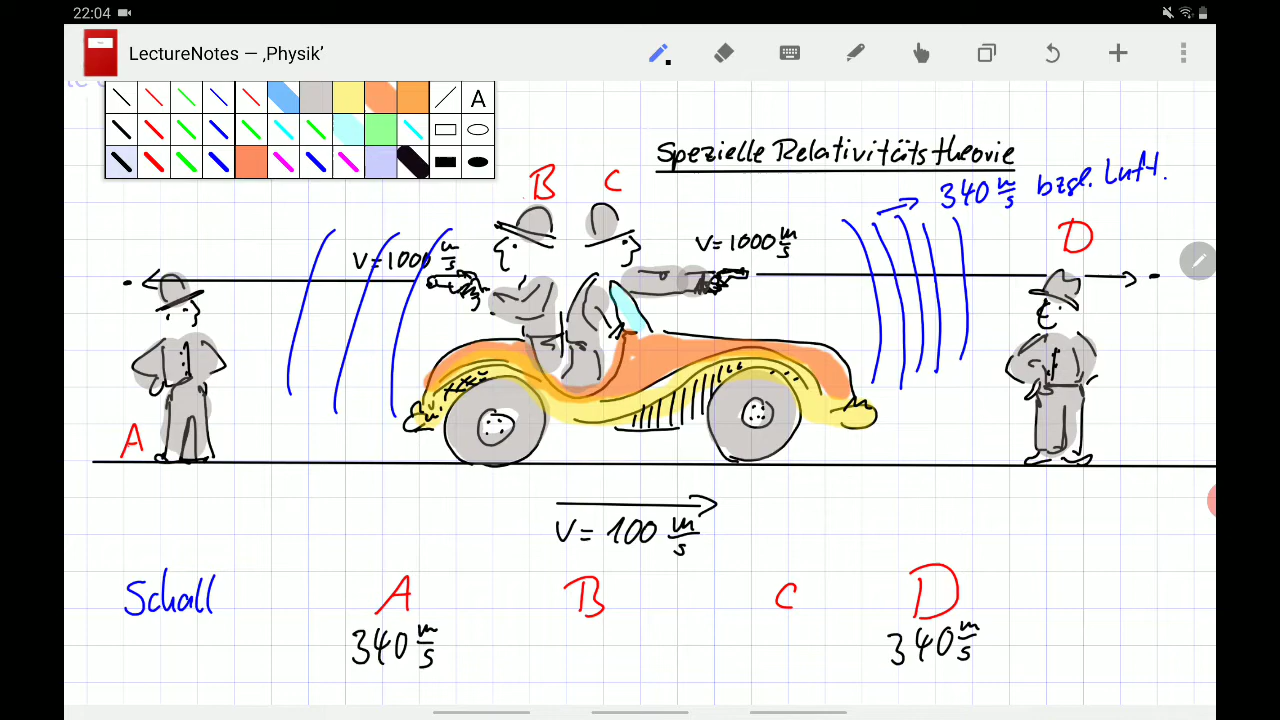 22:04
LectureNotes — ‚Physik’
A
Spezielle Relativitätstheorie
340 m/s bzgl. Luft.
B C
D
V=1000 m/s
V=1000 m/s
A
V= 100 m/s
Schall A B C D
340 m/s 340 m/s